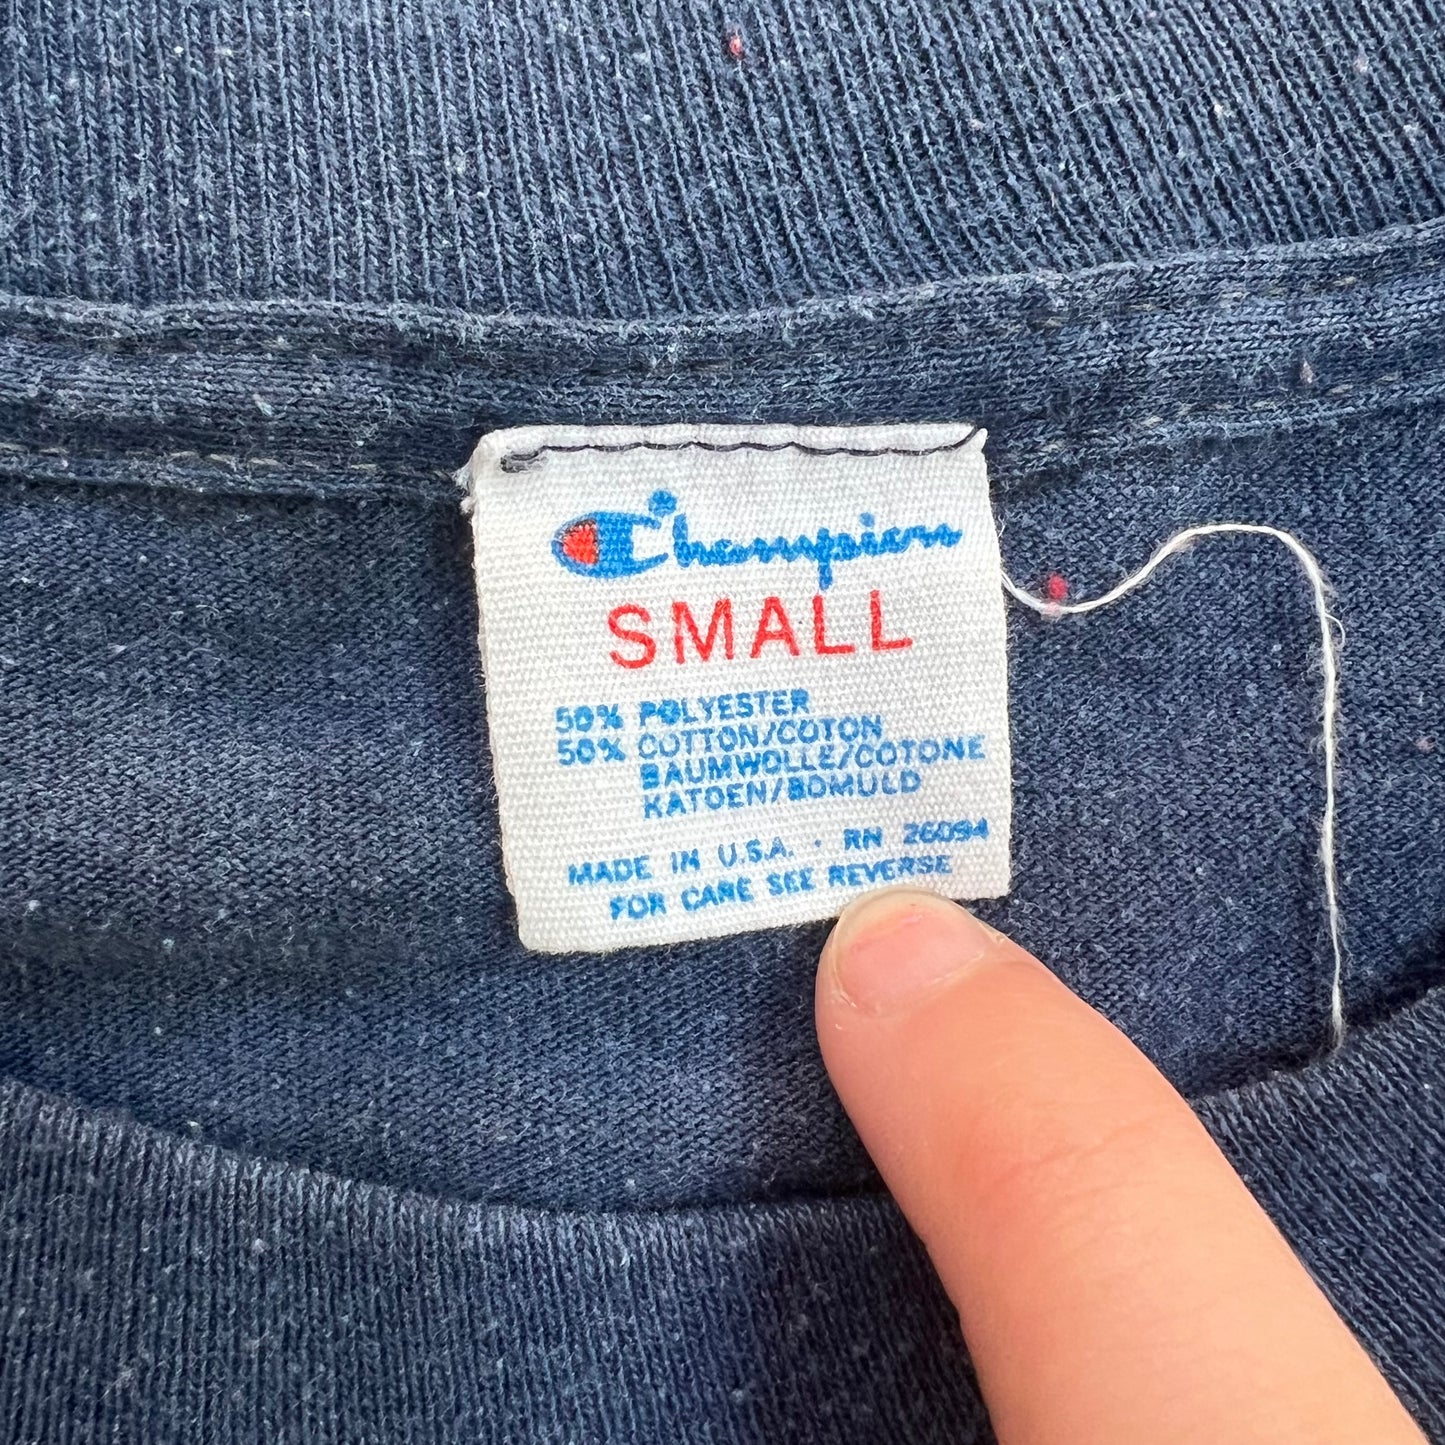 Champion
SMALL
50% POLYESTER
50% COTTON/COTON
BAUMWOLLE/COTONE
KATOEN/BOMULD
MADE IN U.S.A. · RN 26094
FOR CARE SEE REVERSE